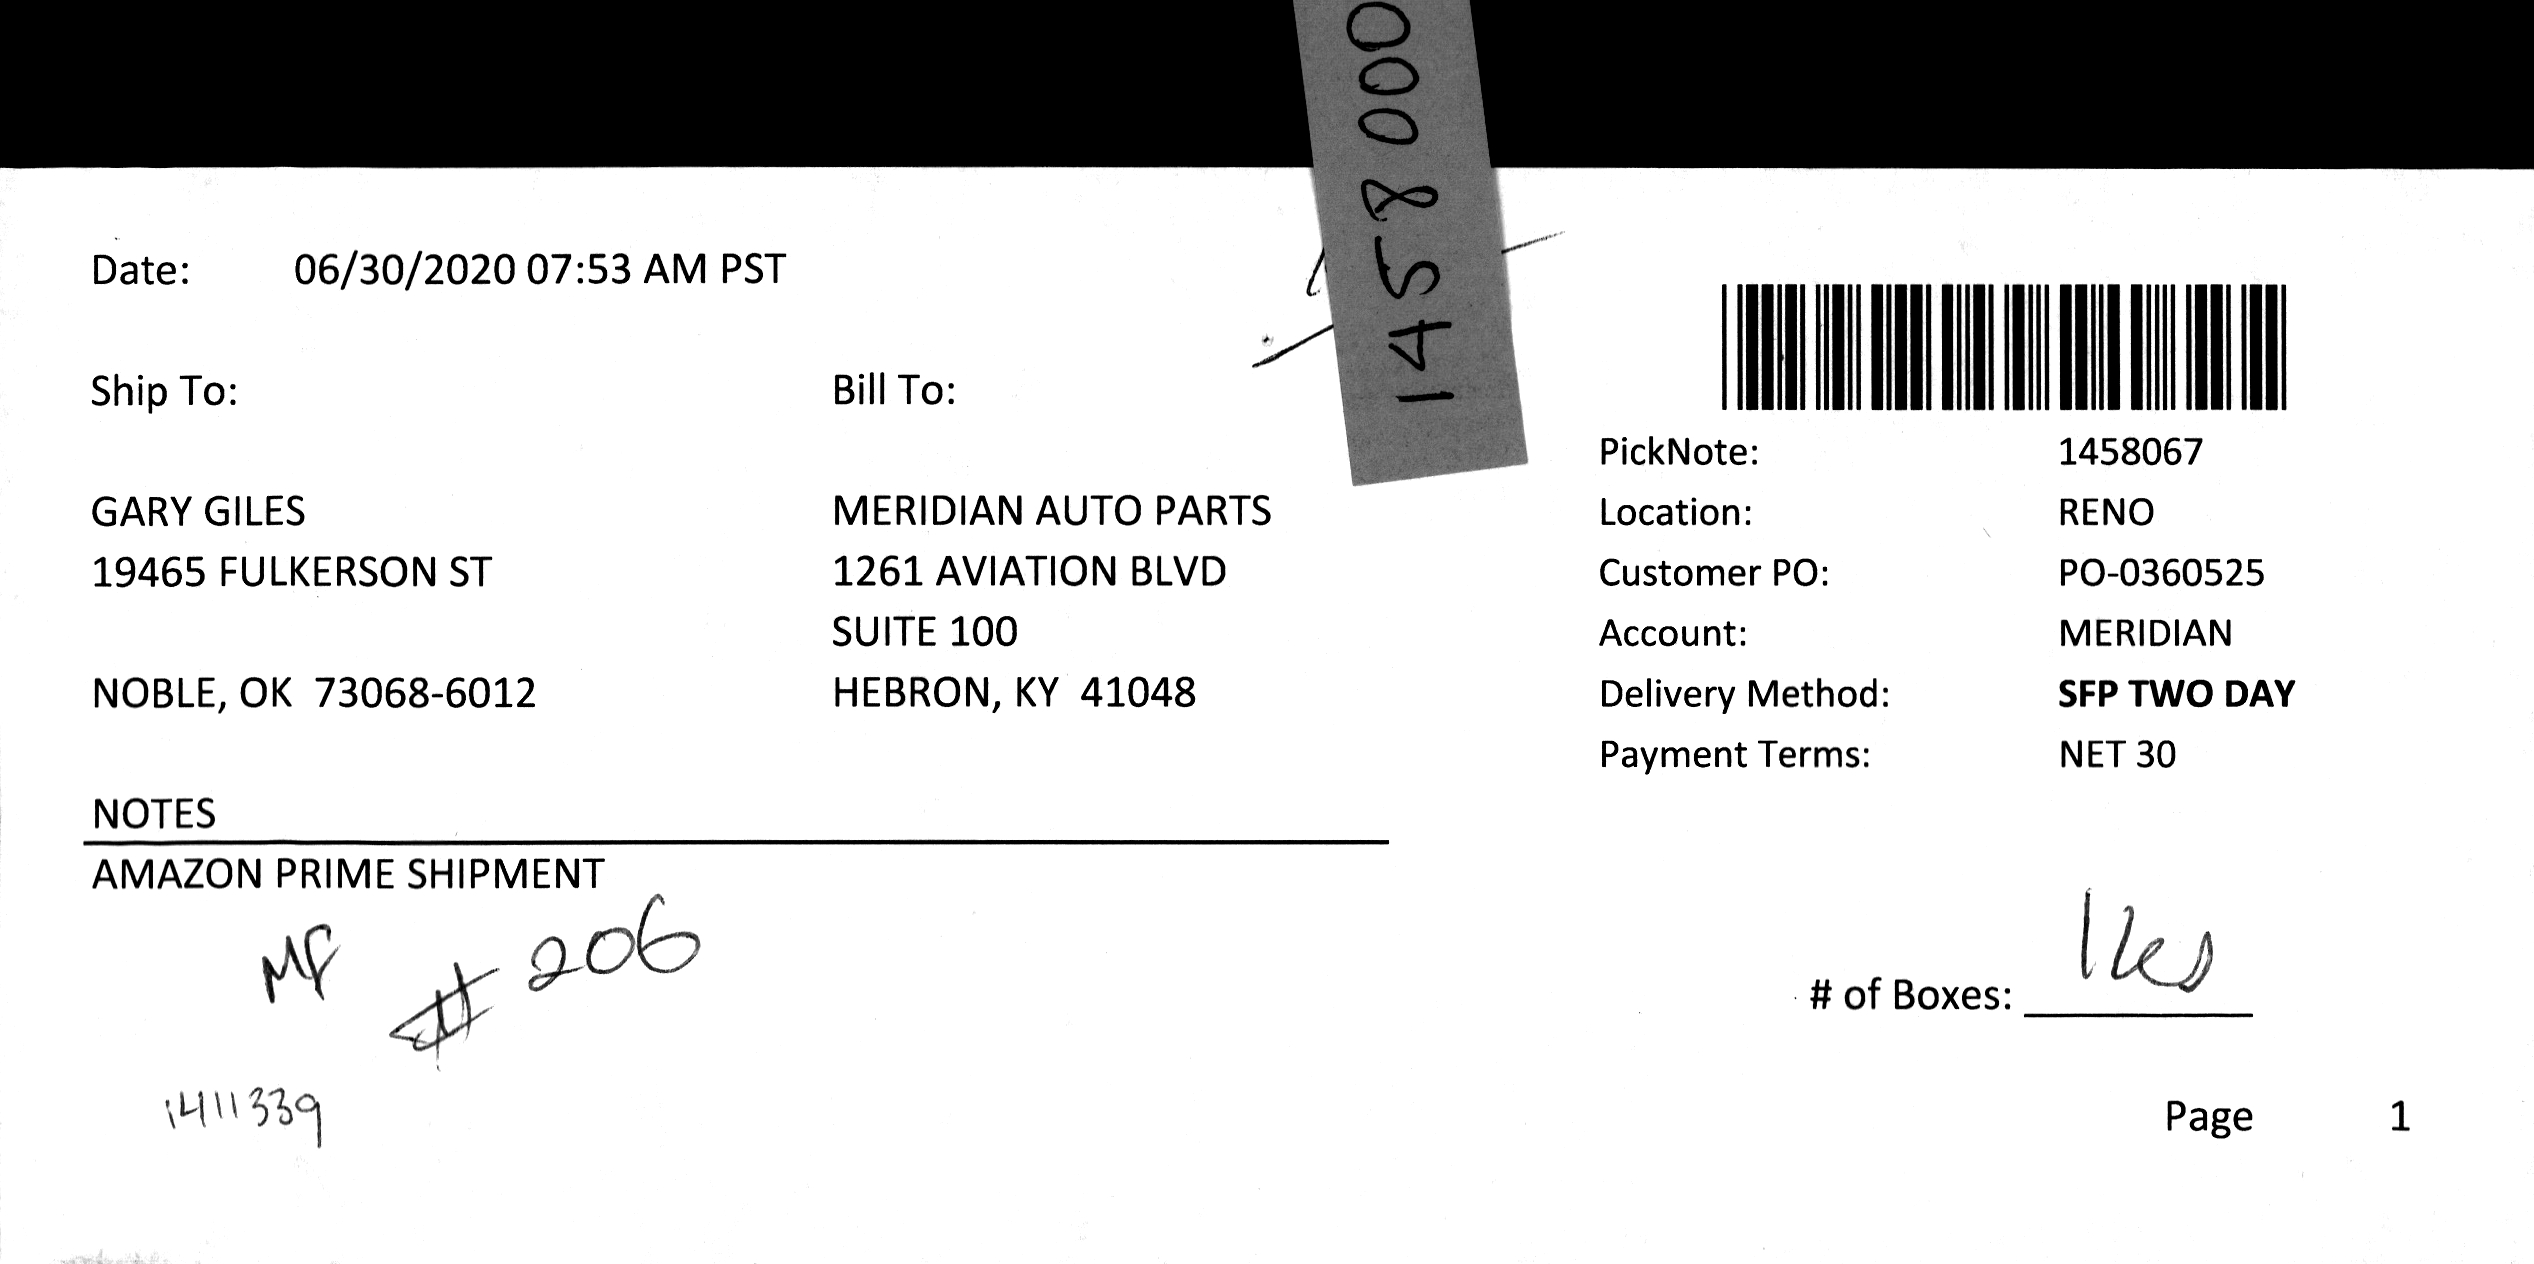 1458 000
Date: 06/30/2020 07:53 AM PST
Ship To:
Bill To:
PickNote: 1458067
GARY GILES
MERIDIAN AUTO PARTS
Location: RENO
19465 FULKERSON ST
1261 AVIATION BLVD
Customer PO: PO-0360525
SUITE 100
Account: MERIDIAN
NOBLE, OK 73068-6012
HEBRON, KY 41048
Delivery Method: SFP TWO DAY
Payment Terms: NET 30
NOTES
AMAZON PRIME SHIPMENT
MF # 206
# of Boxes:
1411339
Page 1